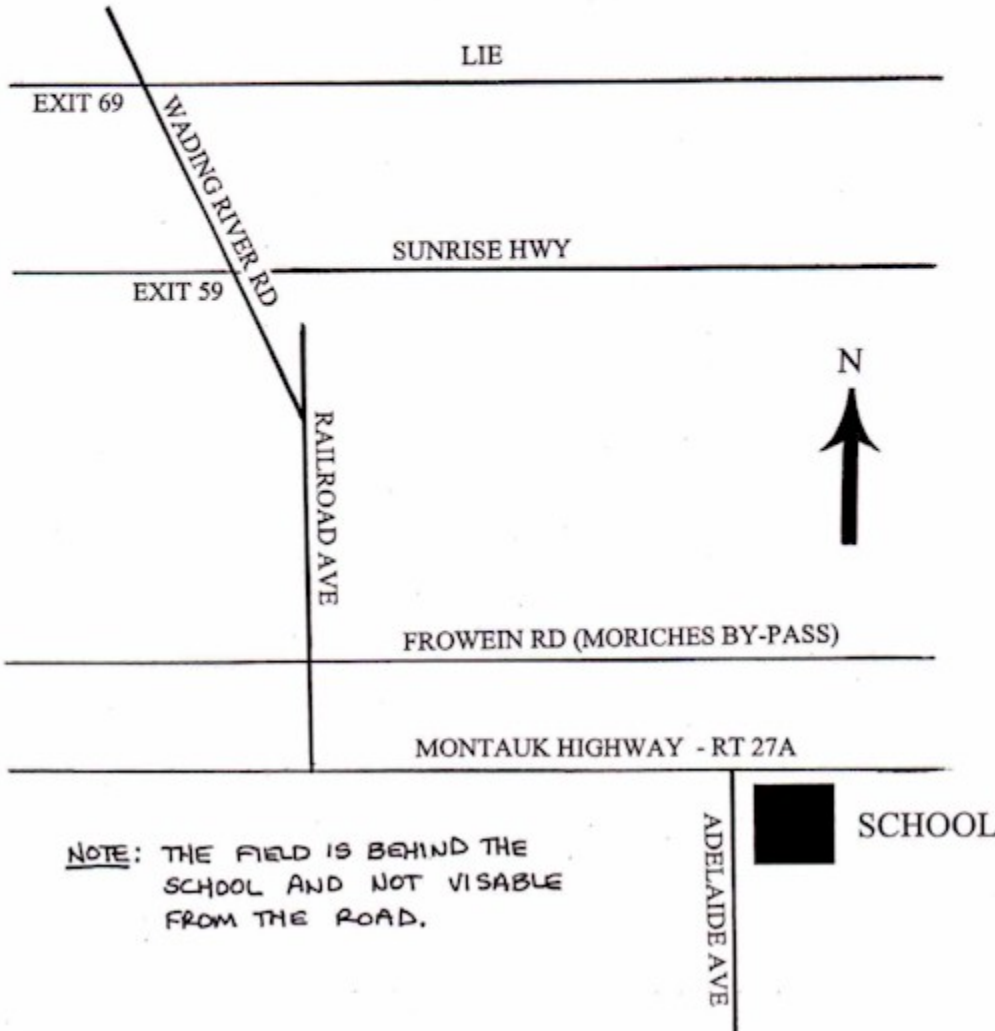 LIE
EXIT 69
WADING RIVER RD
SUNRISE HWY
EXIT 59
N
RAILROAD AVE
FROWEIN RD (MORICHES BY-PASS)
MONTAUK HIGHWAY - RT 27A
SCHOOL
ADELAIDE AVE
NOTE: THE FIELD IS BEHIND THE
SCHOOL AND NOT VISABLE
FROM THE ROAD.